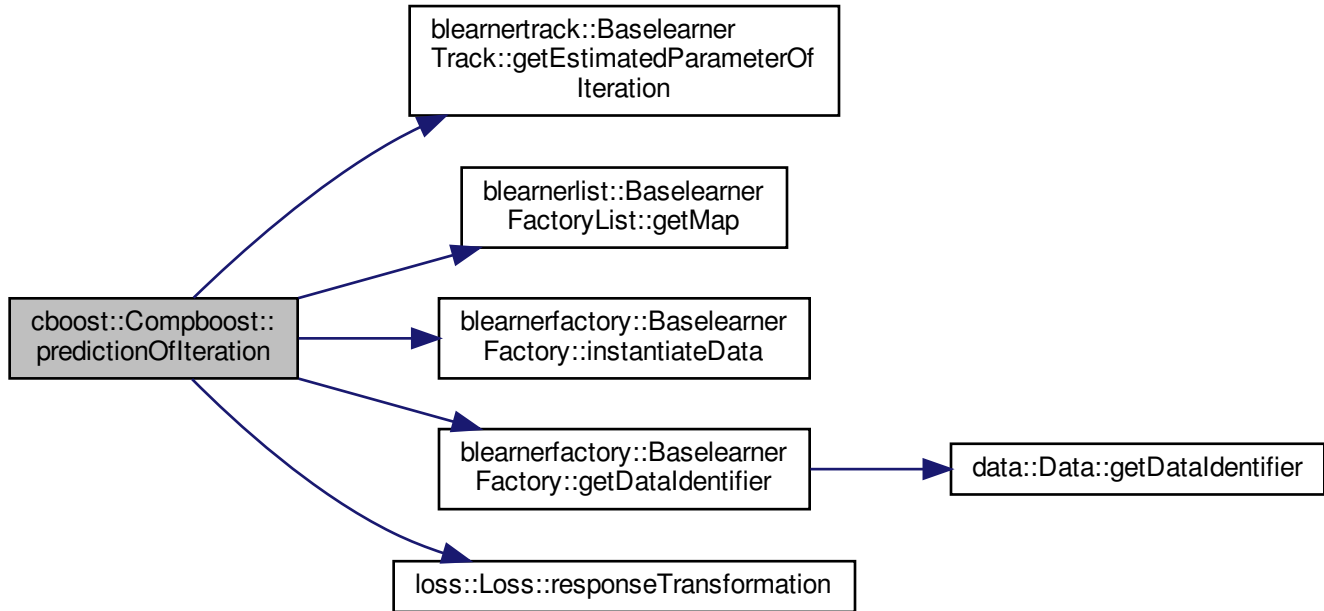 blearnertrack::Baselearner
Track::getEstimatedParameterOf
Iteration
blearnerlist::Baselearner
FactoryList::getMap
cboost::Compboost::
predictionOfIteration
blearnerfactory::Baselearner
Factory::instantiateData
blearnerfactory::Baselearner
Factory::getDataIdentifier
data::Data::getDataIdentifier
loss::Loss::responseTransformation